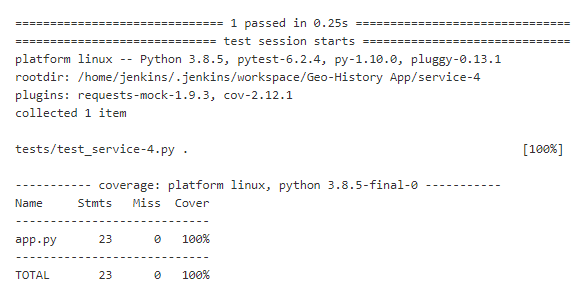 ============================== 1 passed in 0.25s ===============================
============================= test session starts ==============================
platform linux -- Python 3.8.5, pytest-6.2.4, py-1.10.0, pluggy-0.13.1
rootdir: /home/jenkins/.jenkins/workspace/Geo-History App/service-4
plugins: requests-mock-1.9.3, cov-2.12.1
collected 1 item
tests/test_service-4.py . [100%]
----------- coverage: platform linux, python 3.8.5-final-0 -----------
Name Stmts Miss Cover
----------------------------
app.py 23 0 100%
----------------------------
TOTAL 23 0 100%